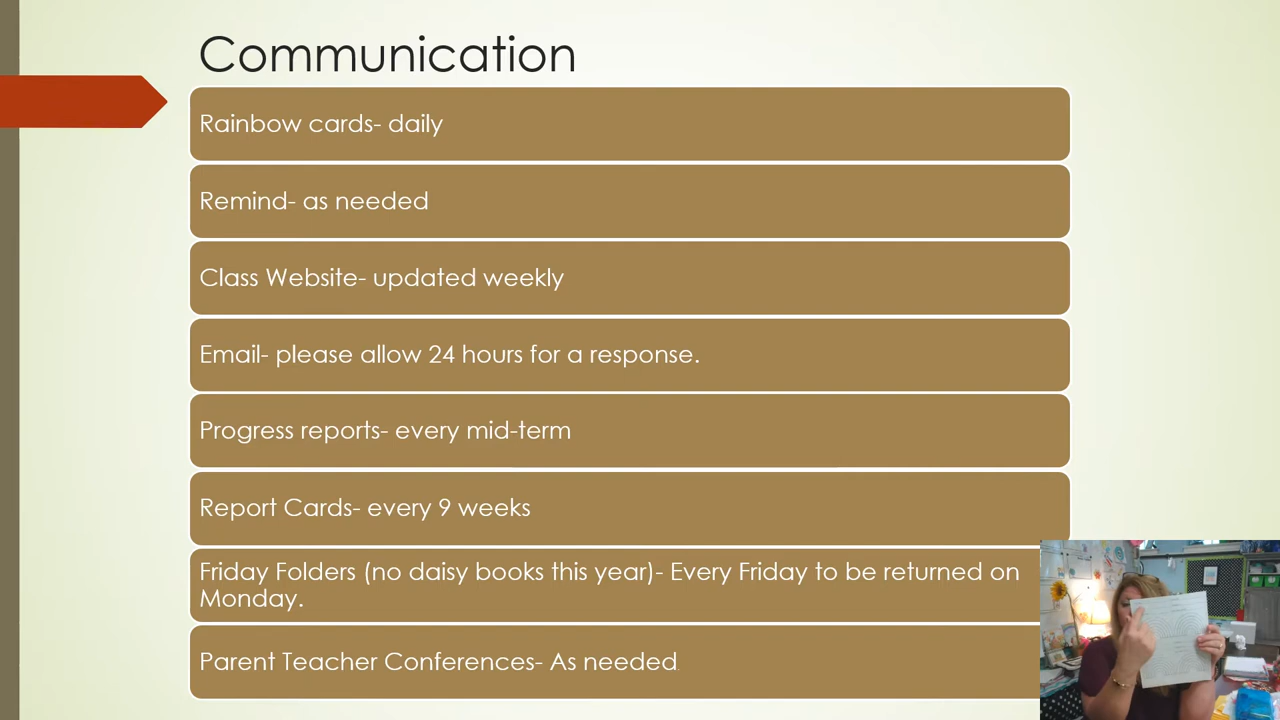 Communication
Rainbow cards- daily
Remind- as needed
Class Website- updated weekly
Email- please allow 24 hours for a response.
Progress reports- every mid-term
Report Cards- every 9 weeks
Friday Folders (no daisy books this year)- Every Friday to be returned on
Monday.
Parent Teacher Conferences- As needed.